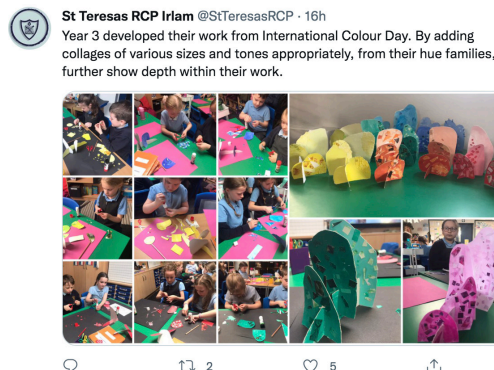 St Teresas RCP Irlam @StTeresasRCP · 16h
Year 3 developed their work from International Colour Day. By adding
collages of various sizes and tones appropriately, from their hue families,
further show depth within their work.
2
5